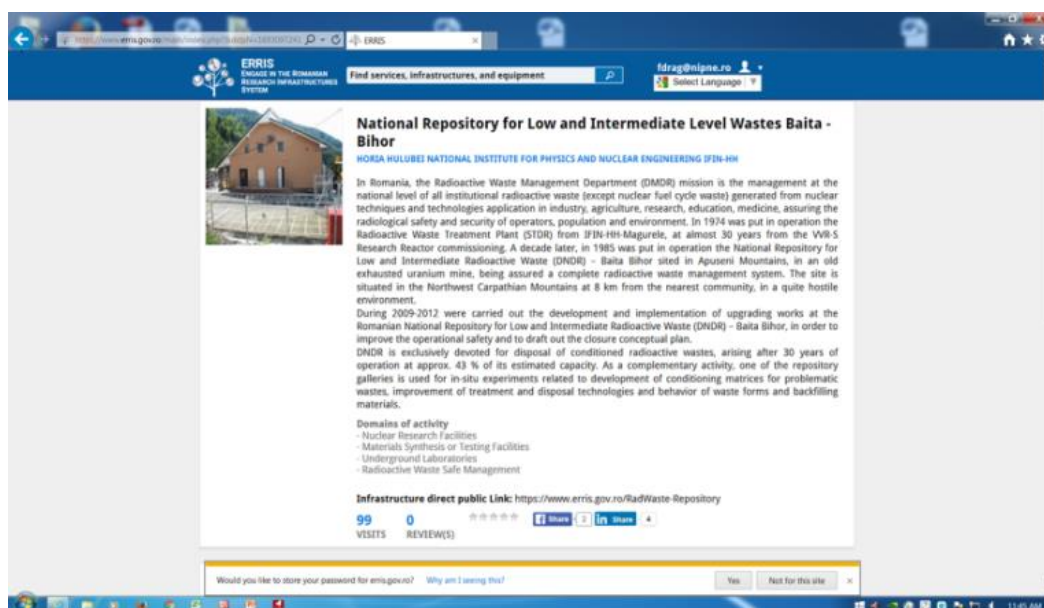 ERRIS
ERRIS
ENGAGE IN THE ROMANIAN
RESEARCH INFRASTRUCTURES
SYSTEM
Find services, infrastructures, and equipment
fdrag@nipne.ro
Select Language
National Repository for Low and Intermediate Level Wastes Baita -
Bihor
HORIA HULUBEI NATIONAL INSTITUTE FOR PHYSICS AND NUCLEAR ENGINEERING IFIN-HH
In Romania, the Radioactive Waste Management Department (DMDR) mission is the management at the
national level of all institutional radioactive waste (except nuclear fuel cycle waste) generated from nuclear
techniques and technologies application in industry, agriculture, research, education, medicine, assuring the
radiological safety and security of operators, population and environment. In 1974 was put in operation the
Radioactive Waste Treatment Plant (STDR) from IFIN-HH-Magurele, at almost 30 years from the VVR-S
Research Reactor commissioning. A decade later, in 1985 was put in operation the National Repository for
Low and Intermediate Radioactive Waste (DNDR) – Baita Bihor sited in Apuseni Mountains, in an old
exhausted uranium mine, being assured a complete radioactive waste management system. The site is
situated in the Northwest Carpathian Mountains at 8 km from the nearest community, in a quite hostile
environment.
During 2009-2012 were carried out the development and implementation of upgrading works at the
Romanian National Repository for Low and Intermediate Radioactive Waste (DNDR) – Baita Bihor, in order to
improve the operational safety and to draft out the closure conceptual plan.
DNDR is exclusively devoted for disposal of conditioned radioactive wastes, arising after 30 years of
operation at approx. 43 % of its estimated capacity. As a complementary activity, one of the repository
galleries is used for in-situ experiments related to development of conditioning matrices for problematic
wastes, improvement of treatment and disposal technologies and behavior of waste forms and backfilling
materials.
Domains of activity
- Nuclear Research Facilities
- Materials Synthesis or Testing Facilities
- Underground Laboratories
- Radioactive Waste Safe Management
Infrastructure direct public Link: https://www.erris.gov.ro/RadWaste-Repository
99 0 Share 2 in Share 4
VISITS REVIEW(S)
Would you like to store your password for erris.gov.ro? Why am I seeing this? Yes Not for this site
11:45 AM